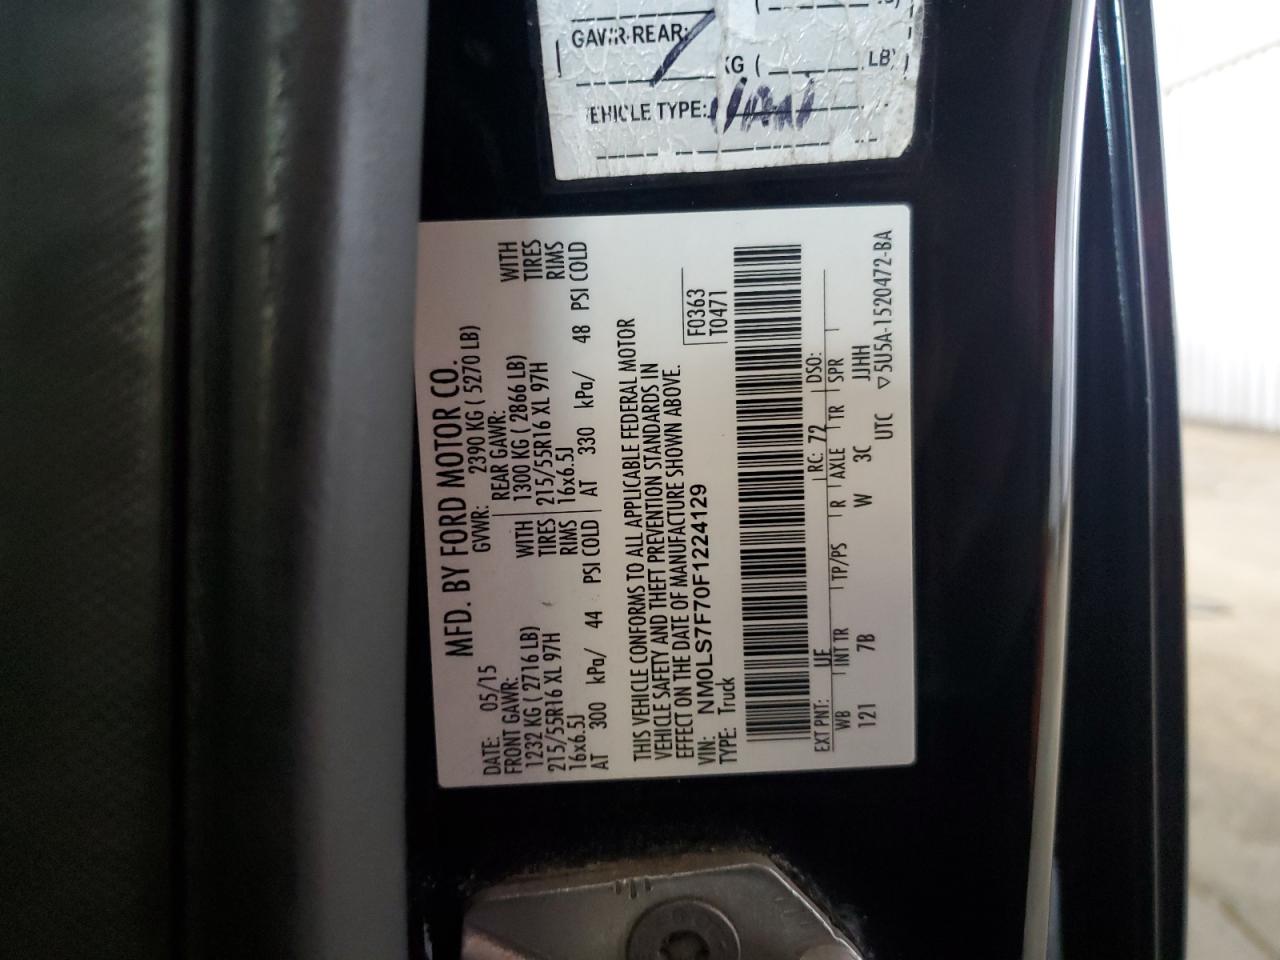 GAWR REAR:
KG ( LB)
VEHICLE TYPE: VAN
MFD. BY FORD MOTOR CO.
DATE: 05/15 GVWR: 2390 KG ( 5270 LB)
FRONT GAWR: REAR GAWR:
1232 KG ( 2716 LB) WITH 1300 KG ( 2866 LB) WITH
215/55R16 XL 97H TIRES 215/55R16 XL 97H TIRES
16x6.5J RIMS 16x6.5J RIMS
AT 300 kPa/ 44 PSI COLD AT 330 kPa/ 48 PSI COLD
THIS VEHICLE CONFORMS TO ALL APPLICABLE FEDERAL MOTOR
VEHICLE SAFETY AND THEFT PREVENTION STANDARDS IN
EFFECT ON THE DATE OF MANUFACTURE SHOWN ABOVE.
VIN: NM0LS7F70F1224129 F0363
TYPE: Truck T0471
EXT PNT: UE RC: 72 DSO:
WB INT TR TP/PS R AXLE TR SPR
121 7B W 3C JJHH
UTC ▽5U5A-1520472-BA